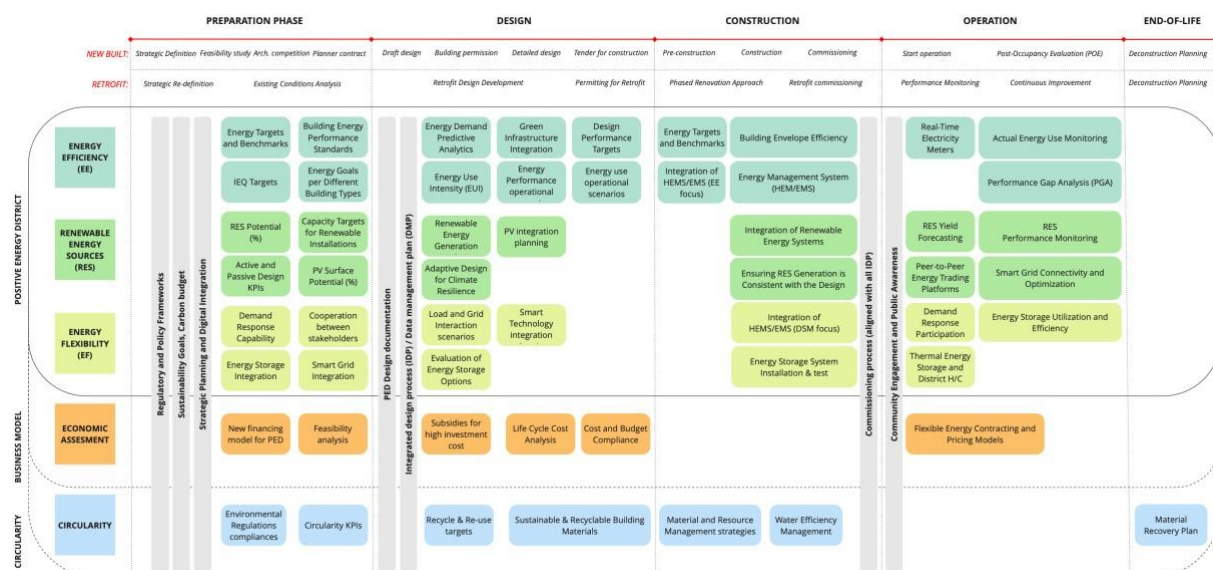 PREPARATION PHASE
DESIGN
CONSTRUCTION
OPERATION
END-OF-LIFE
NEW BUILT:
Strategic Definition
Feasibility study
Arch. competition
Planner contract
Draft design
Building permission
Detailed design
Tender for construction
Pre-construction
Construction
Commissioning
Start operation
Post-Occupancy Evaluation (POE)
Deconstruction Planning
RETROFIT:
Strategic Re-definition
Existing Conditions Analysis
Retrofit Design Development
Permitting for Retrofit
Phased Renovation Approach
Retrofit commissioning
Performance Monitoring
Continuous Improvement
Deconstruction Planning
POSITIVE ENERGY DISTRICT
BUSINESS MODEL
CIRCULARITY
Regulatory and Policy Frameworks
Sustainability Goals, Carbon budget
Strategic Planning and Digital Integration
PED Design documentation
Integrated design process (IDP) / Data management plan (DMP)
Commissioning process (aligned with all IDP)
Community Engagement and Public Awareness
ENERGY
EFFICIENCY
(EE)
Energy Targets
and Benchmarks
Building Energy
Performance
Standards
Energy Demand
Predictive
Analytics
Green
Infrastructure
Integration
Design
Performance
Targets
Energy Targets
and Benchmarks
Building Envelope Efficiency
Real-Time
Electricity
Meters
Actual Energy Use Monitoring
IEQ Targets
Energy Goals
per Different
Building Types
Energy Use
Intensity (EUI)
Energy
Performance
operational
Energy use
operational
scenarios
Integration of
HEMS/EMS (EE
focus)
Energy Management System
(HEM/EMS)
Performance Gap Analysis (PGA)
RENEWABLE
ENERGY
SOURCES
(RES)
RES Potential
(%)
Capacity Targets
for Renewable
Installations
Renewable
Energy
Generation
PV integration
planning
Integration of Renewable
Energy Systems
RES Yield
Forecasting
RES
Performance Monitoring
Active and
Passive Design
KPIs
PV Surface
Potential (%)
Adaptive Design
for Climate
Resilience
Ensuring RES Generation is
Consistent with the Design
Peer-to-Peer
Energy Trading
Platforms
Smart Grid Connectivity and
Optimization
ENERGY
FLEXIBILITY
(EF)
Demand
Response
Capability
Cooperation
between
stakeholders
Load and Grid
Interaction
scenarios
Smart
Technology
integration
Integration of
HEMS/EMS (DSM focus)
Demand
Response
Participation
Energy Storage Utilization and
Efficiency
Energy Storage
Integration
Smart Grid
Integration
Evaluation of
Energy Storage
Options
Energy Storage System
Installation & test
Thermal Energy
Storage and
District H/C
ECONOMIC
ASSESMENT
New financing
model for PED
Feasibility
analysis
Subsidies for
high investment
cost
Life Cycle Cost
Analysis
Cost and Budget
Compliance
Flexible Energy Contracting and
Pricing Models
CIRCULARITY
Environmental
Regulations
compliances
Circularity KPIs
Recycle & Re-use
targets
Sustainable & Recyclable Building
Materials
Material and Resource
Management strategies
Water Efficiency
Management
Material
Recovery Plan